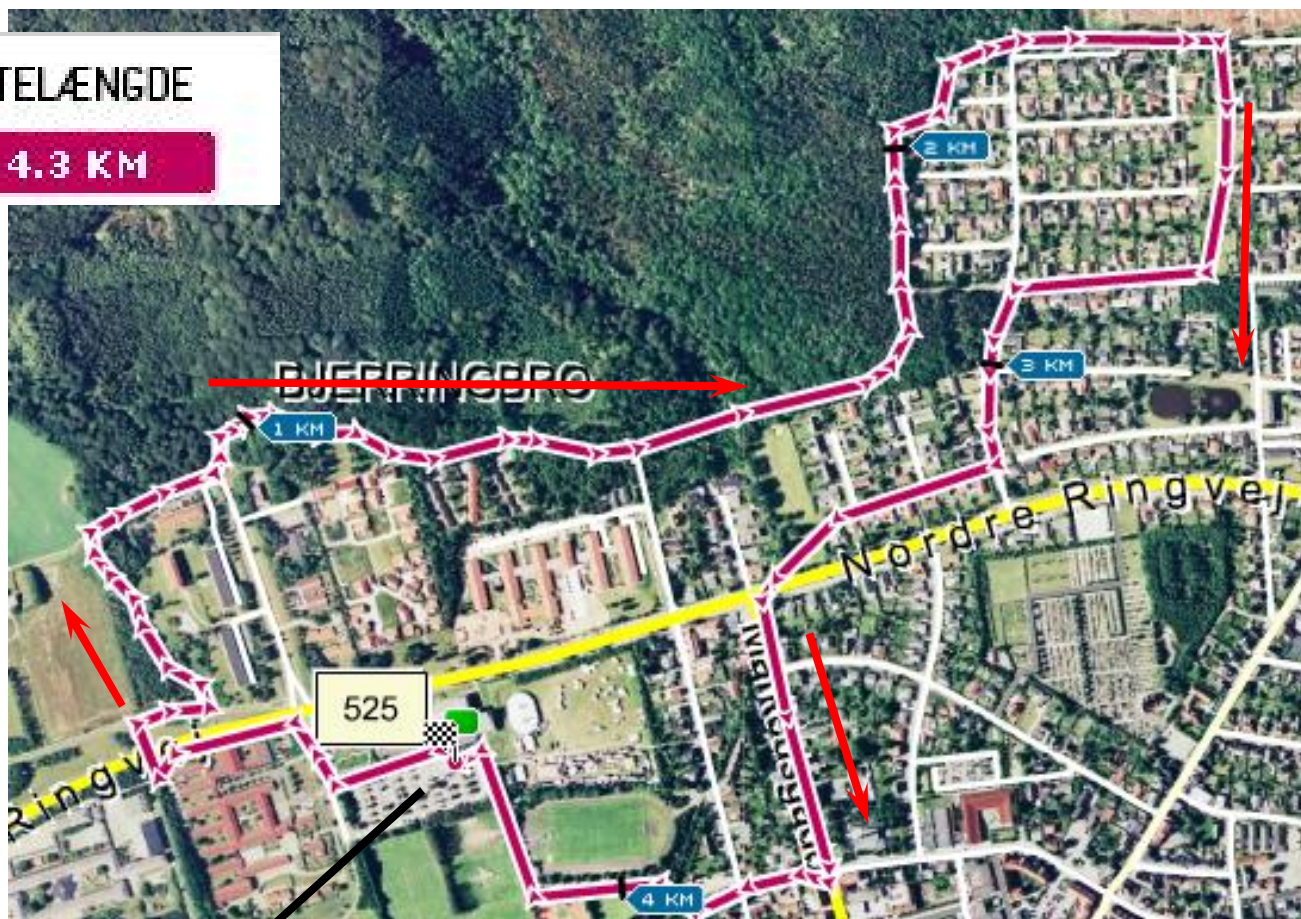 TELÆNGDE
4.3 KM
2 KM
BJERRINGBRO
3 KM
1 KM
Nordre Ringvej
525
Ringvej
4 KM